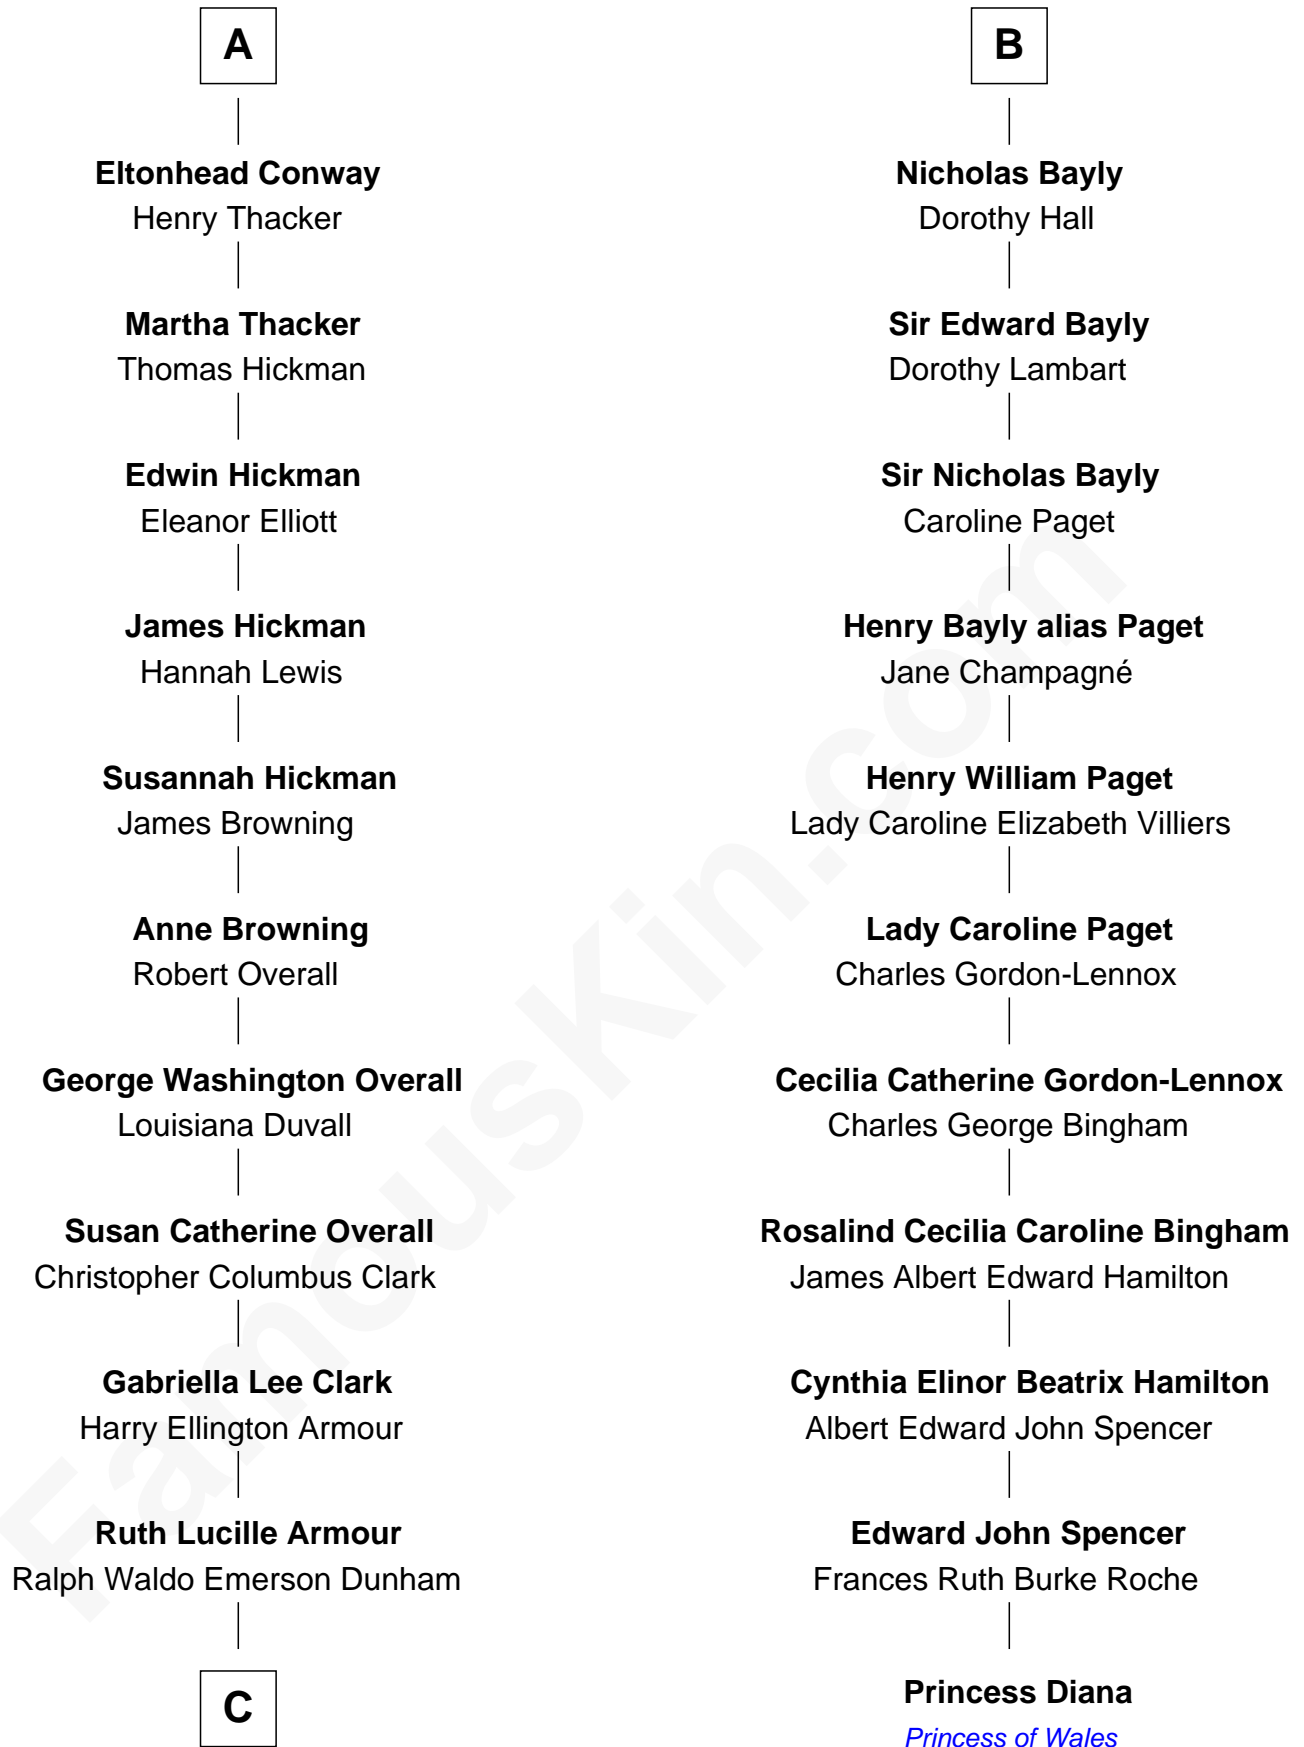 A
Eltonhead Conway
Henry Thacker
Martha Thacker
Thomas Hickman
Edwin Hickman
Eleanor Elliott
James Hickman
Hannah Lewis
Susannah Hickman
James Browning
Anne Browning
Robert Overall
George Washington Overall
Louisiana Duvall
Susan Catherine Overall
Christopher Columbus Clark
Gabriella Lee Clark
Harry Ellington Armour
Ruth Lucille Armour
Ralph Waldo Emerson Dunham
C
B
Nicholas Bayly
Dorothy Hall
Sir Edward Bayly
Dorothy Lambart
Sir Nicholas Bayly
Caroline Paget
Henry Bayly alias Paget
Jane Champagné
Henry William Paget
Lady Caroline Elizabeth Villiers
Lady Caroline Paget
Charles Gordon-Lennox
Cecilia Catherine Gordon-Lennox
Charles George Bingham
Rosalind Cecilia Caroline Bingham
James Albert Edward Hamilton
Cynthia Elinor Beatrix Hamilton
Albert Edward John Spencer
Edward John Spencer
Frances Ruth Burke Roche
Princess Diana
Princess of Wales
FamousKin.com